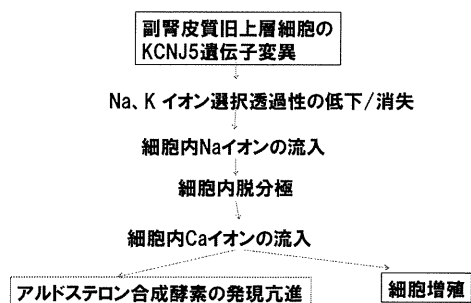 副腎皮質旧上層細胞の
KCNJ5遺伝子変異
Na、K イオン選択透過性の低下/消失
細胞内Naイオンの流入
細胞内脱分極
細胞内Caイオンの流入
アルドステロン合成酵素の発現亢進
細胞増殖